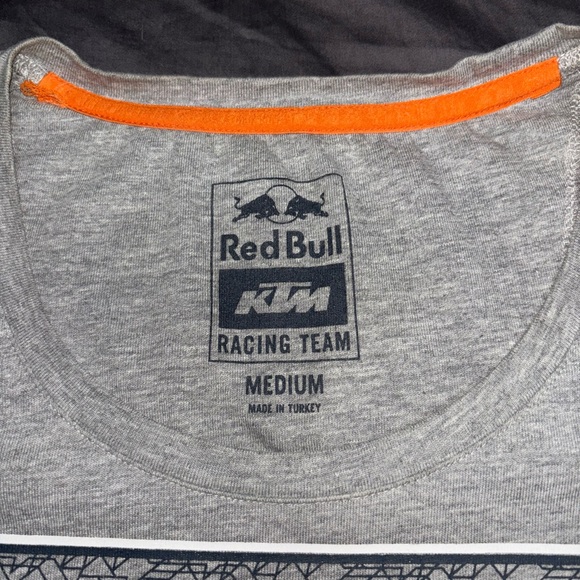 Red Bull
KTM
RACING TEAM
MEDIUM
MADE IN TURKEY